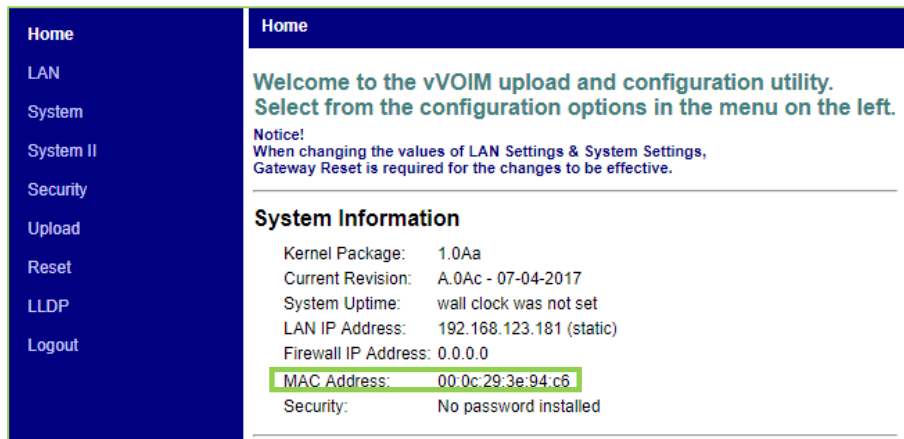 Home
LAN
System
System II
Security
Upload
Reset
LLDP
Logout
Home
Welcome to the vVOIM upload and configuration utility.
Select from the configuration options in the menu on the left.
Notice!
When changing the values of LAN Settings & System Settings,
Gateway Reset is required for the changes to be effective.
System Information
Kernel Package: 1.0Aa
Current Revision: A.0Ac - 07-04-2017
System Uptime: wall clock was not set
LAN IP Address: 192.168.123.181 (static)
Firewall IP Address: 0.0.0.0
MAC Address: 00:0c:29:3e:94:c6
Security: No password installed